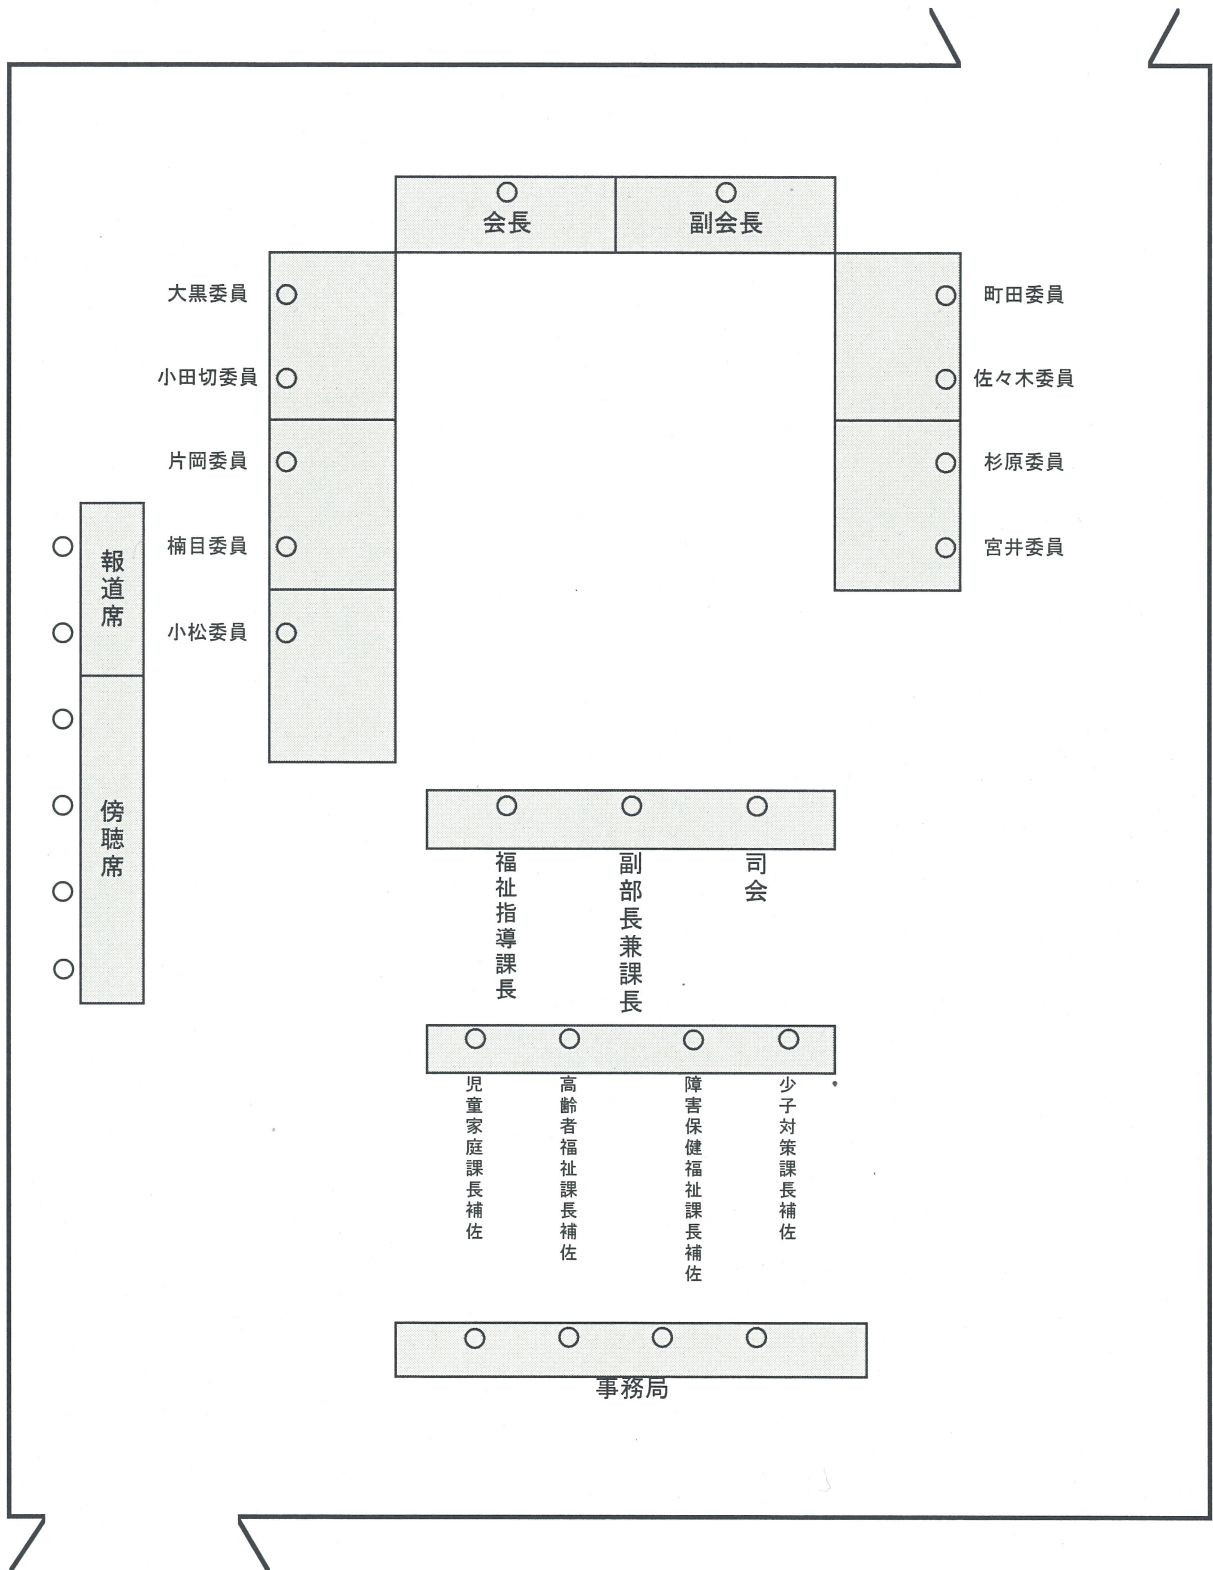 会長
副会長
大黒委員
町田委員
小田切委員
佐々木委員
片岡委員
杉原委員
楠目委員
宮井委員
小松委員
報道席
傍聴席
福祉指導課長
副部長兼課長
司会
児童家庭課長補佐
高齢者福祉課長補佐
障害保健福祉課長補佐
少子対策課長補佐
事務局